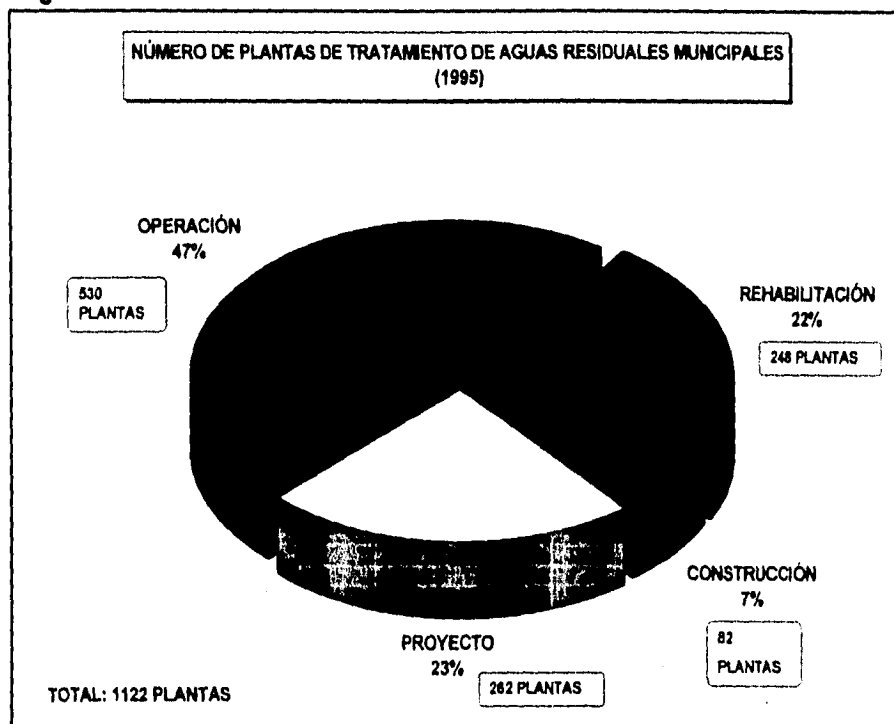 NÚMERO DE PLANTAS DE TRATAMIENTO DE AGUAS RESIDUALES MUNICIPALES
(1995)
OPERACIÓN
47%
530
PLANTAS
REHABILITACIÓN
22%
248 PLANTAS
CONSTRUCCIÓN
7%
82
PLANTAS
PROYECTO
23%
262 PLANTAS
TOTAL: 1122 PLANTAS